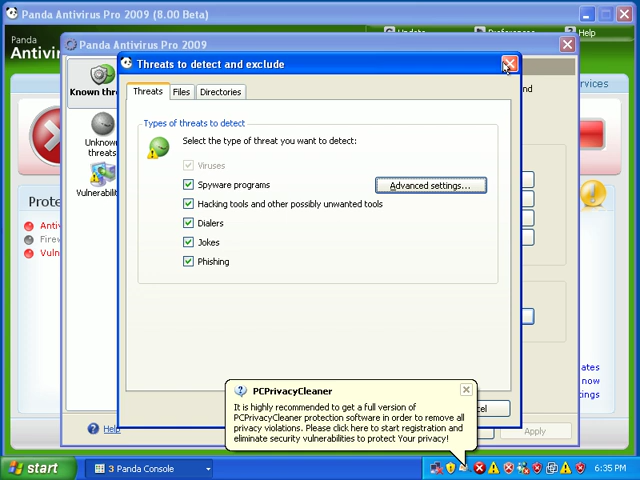 Panda Antivirus Pro 2009 (8.00 Beta)
Panda
Antivir
Update
Preferences
Help
Panda Antivirus Pro 2009
Threats to detect and exclude
Known thre
Unknow
threats
Vulnerabilit
Threats
Files
Directories
nd
rvices
Types of threats to detect
Select the type of threat you want to detect:
Viruses
Spyware programs
Advanced settings...
Hacking tools and other possibly unwanted tools
Dialers
Jokes
Phishing
Prote
Antiv
Firew
Vuln
ates
now
tings
PCPrivacyCleaner
It is highly recommended to get a full version of
PCPrivacyCleaner protection software in order to remove all
privacy violations. Please click here to start registration and
eliminate security vulnerabilities to protect Your privacy!
cel
Help
Apply
start
3 Panda Console
6:35 PM